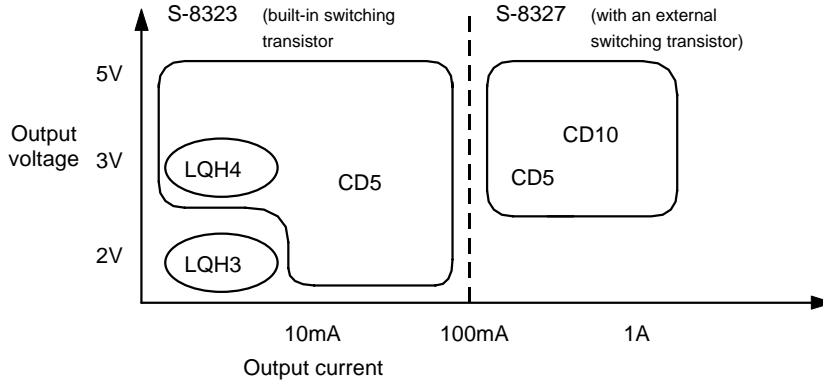 S-8323 (built-in switching
transistor
S-8327 (with an external
switching transistor)
5V
Output
voltage
3V
2V
LQH4
LQH3
CD5
CD10
CD5
10mA 100mA 1A
Output current